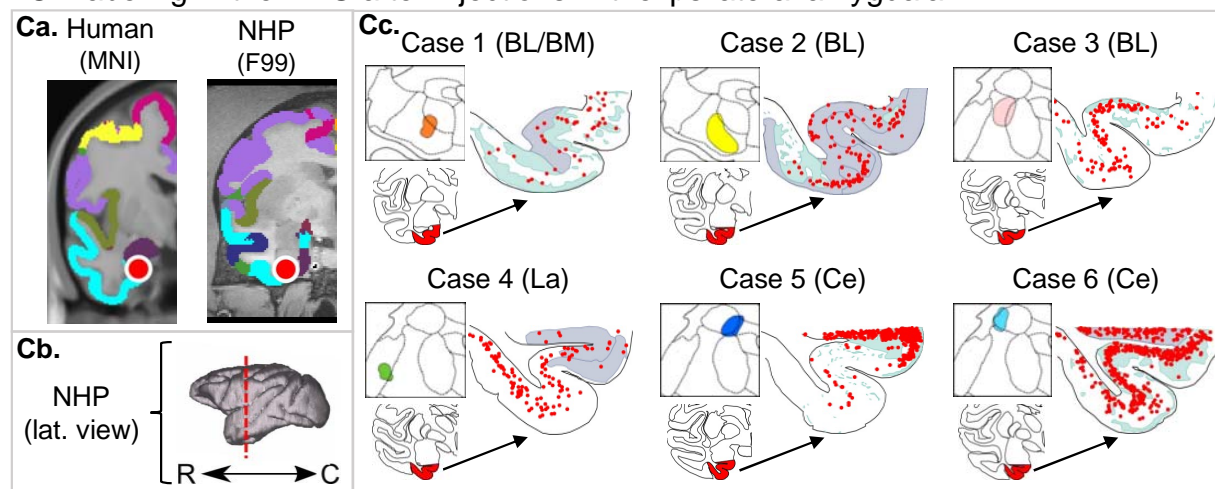 Ca. Human
(MNI)
NHP
(F99)
Cb.
NHP
(lat. view)
R
C
Cc.
Case 1 (BL/BM)
Case 2 (BL)
Case 3 (BL)
Case 4 (La)
Case 5 (Ce)
Case 6 (Ce)